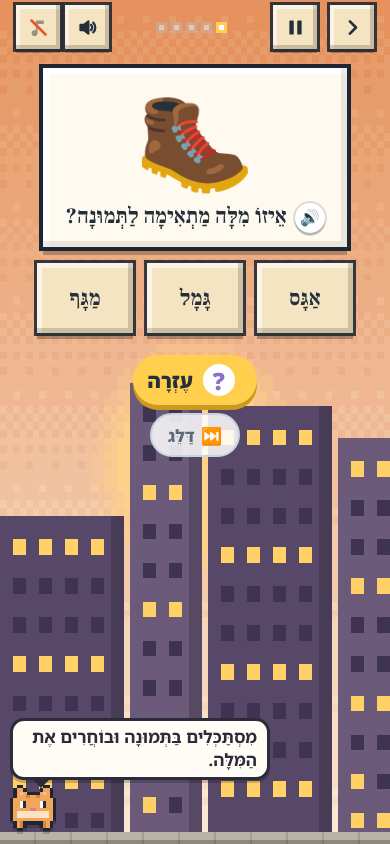 אֵיזוֹ מִלָּה מַתְאִימָה לַתְּמוּנָה?
אַגָּס
גָּמָל
מַגָּף
? עֶזְרָה
דַּלֵּג
מִסְתַּכְּלִים בַּתְּמוּנָה וּבוֹחֲרִים אֶת
הַמִּלָּה.